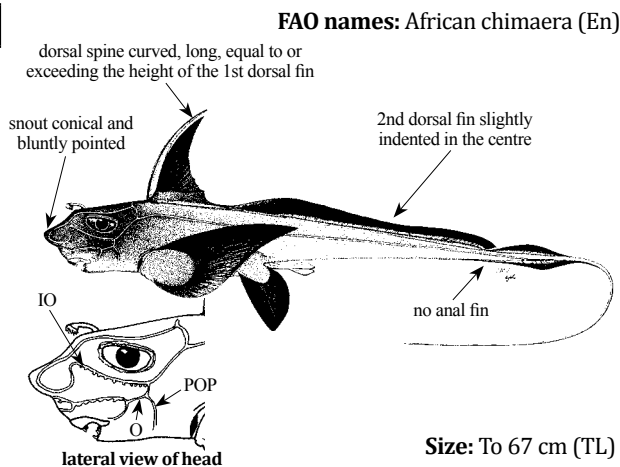 FAO names: African chimaera (En)
dorsal spine curved, long, equal to or
exceeding the height of the 1st dorsal fin
snout conical and
bluntly pointed
2nd dorsal fin slightly
indented in the centre
IO
no anal fin
POP
O
lateral view of head
Size: To 67 cm (TL)